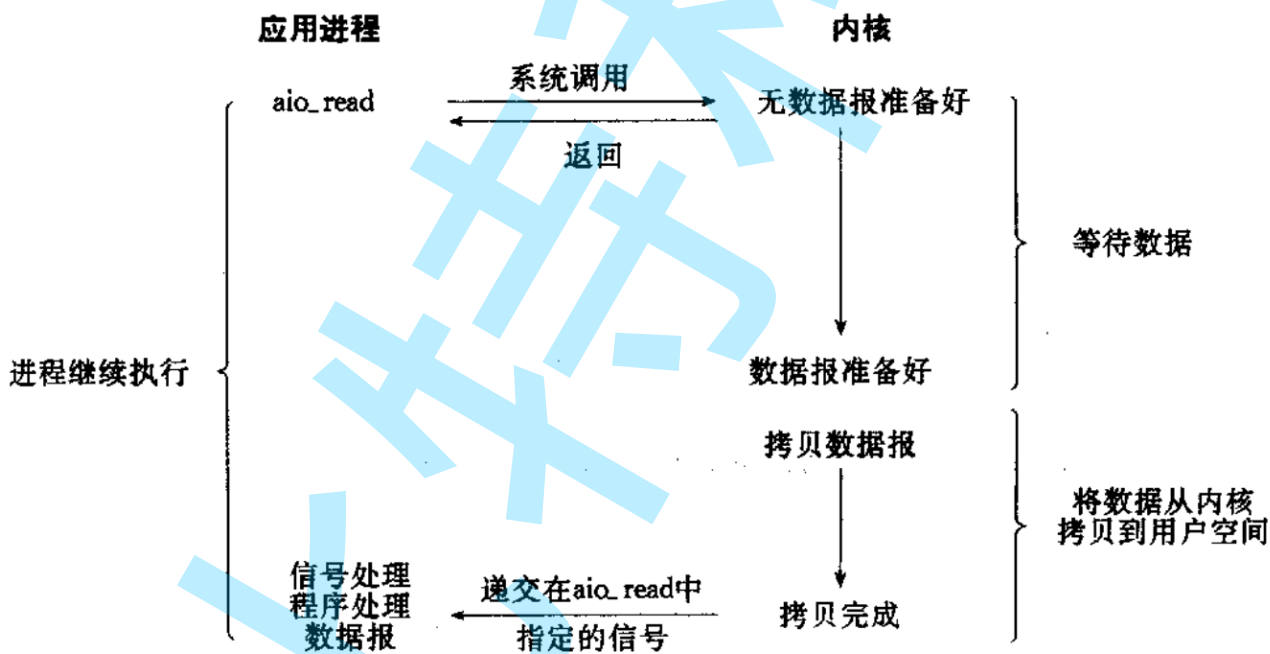 应用进程
内核
系统调用
aio_read
无数据报准备好
返回
等待数据
进程继续执行
数据报准备好
拷贝数据报
将数据从内核
拷贝到用户空间
信号处理
程序处理
数据报
递交在aio_read中
指定的信号
拷贝完成